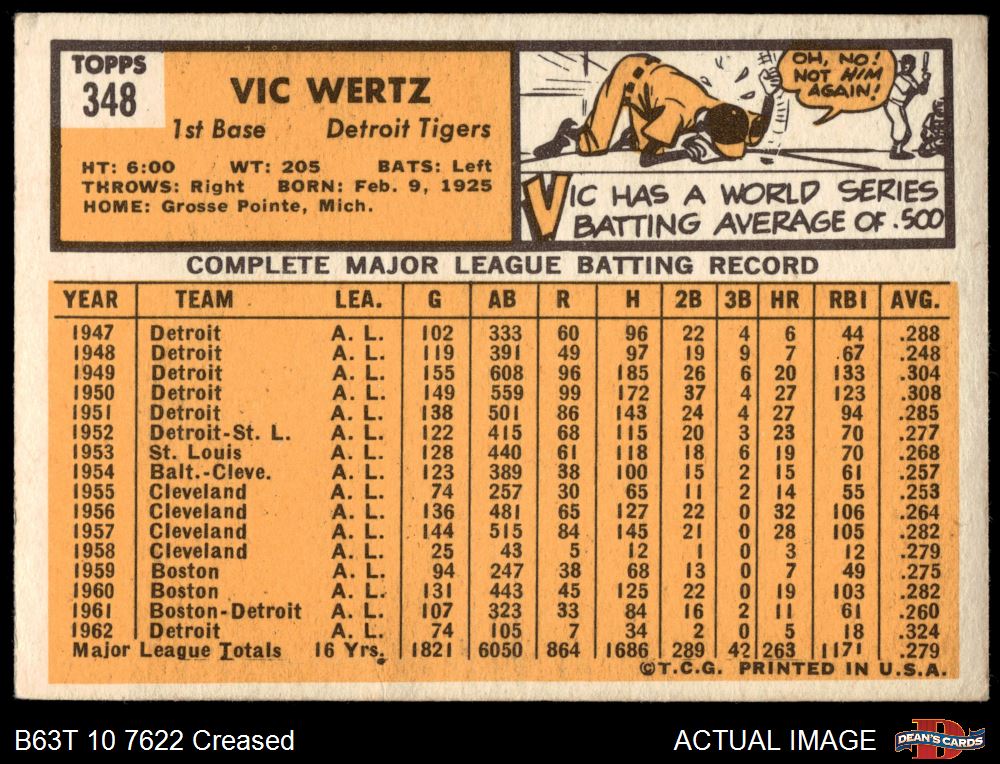 TOPPS
348
VIC WERTZ
1st Base Detroit Tigers
HT: 6:00 WT: 205 BATS: Left
THROWS: Right BORN: Feb. 9, 1925
HOME: Grosse Pointe, Mich.
OH, NO!
NOT HIM
AGAIN!
VIC HAS A WORLD SERIES
BATTING AVERAGE OF .500
COMPLETE MAJOR LEAGUE BATTING RECORD
YEAR TEAM LEA. G AB R H 2B 3B HR RBI AVG.
1947 Detroit A. L. 102 333 60 96 22 4 6 44 .288
1948 Detroit A. L. 119 391 49 97 19 9 7 67 .248
1949 Detroit A. L. 155 608 96 185 26 6 20 133 .304
1950 Detroit A. L. 149 559 99 172 37 4 27 123 .308
1951 Detroit A. L. 138 501 86 143 24 4 27 94 .285
1952 Detroit-St. L. A. L. 122 415 68 115 20 3 23 70 .277
1953 St. Louis A. L. 128 440 61 118 18 6 19 70 .268
1954 Balt.-Cleve. A. L. 123 389 38 100 15 2 15 61 .257
1955 Cleveland A. L. 74 257 30 65 11 2 14 55 .253
1956 Cleveland A. L. 136 481 65 127 22 0 32 106 .264
1957 Cleveland A. L. 144 515 84 145 21 0 28 105 .282
1958 Cleveland A. L. 25 43 5 12 1 0 3 12 .279
1959 Boston A. L. 94 247 38 68 13 0 7 49 .275
1960 Boston A. L. 131 443 45 125 22 0 19 103 .282
1961 Boston-Detroit A. L. 107 323 33 84 16 2 11 61 .260
1962 Detroit A. L. 74 105 7 34 2 0 5 18 .324
Major League Totals 16 Yrs. 1821 6050 864 1686 289 42 263 1171 .279
©T.C.G. PRINTED IN U.S.A.
B63T 10 7622 Creased ACTUAL IMAGE
DEAN'S CARDS